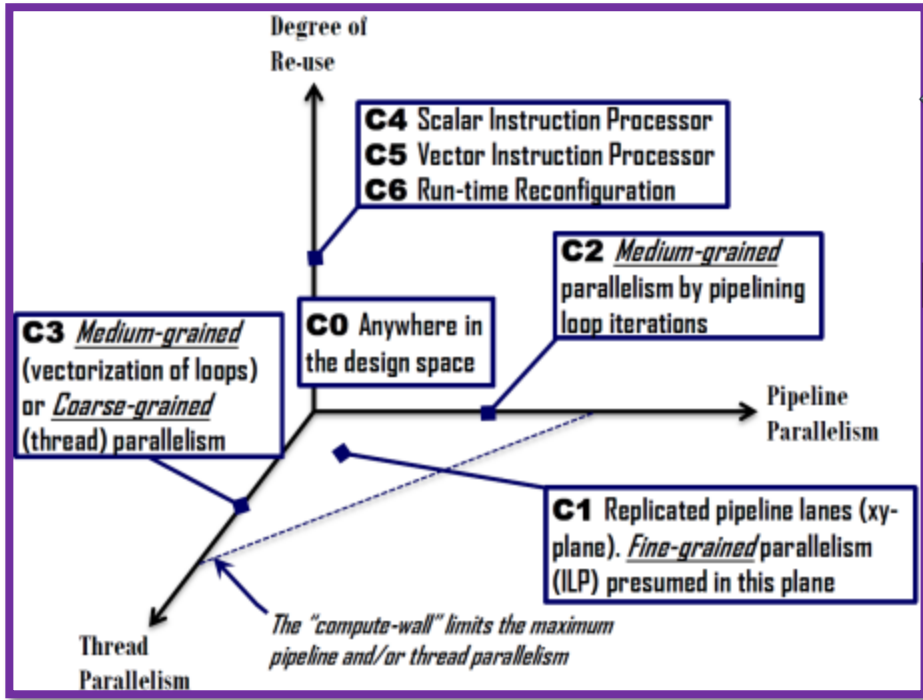 Degree of
Re-use
C4 Scalar Instruction Processor
C5 Vector Instruction Processor
C6 Run-time Reconfiguration
C2 Medium-grained
parallelism by pipelining
loop iterations
C0 Anywhere in
the design space
C3 Medium-grained
(vectorization of loops)
or Coarse-grained
(thread) parallelism
Pipeline
Parallelism
C1 Replicated pipeline lanes (xy-
plane). Fine-grained parallelism
(ILP) presumed in this plane
The "compute-wall" limits the maximum
pipeline and/or thread parallelism
Thread
Parallelism